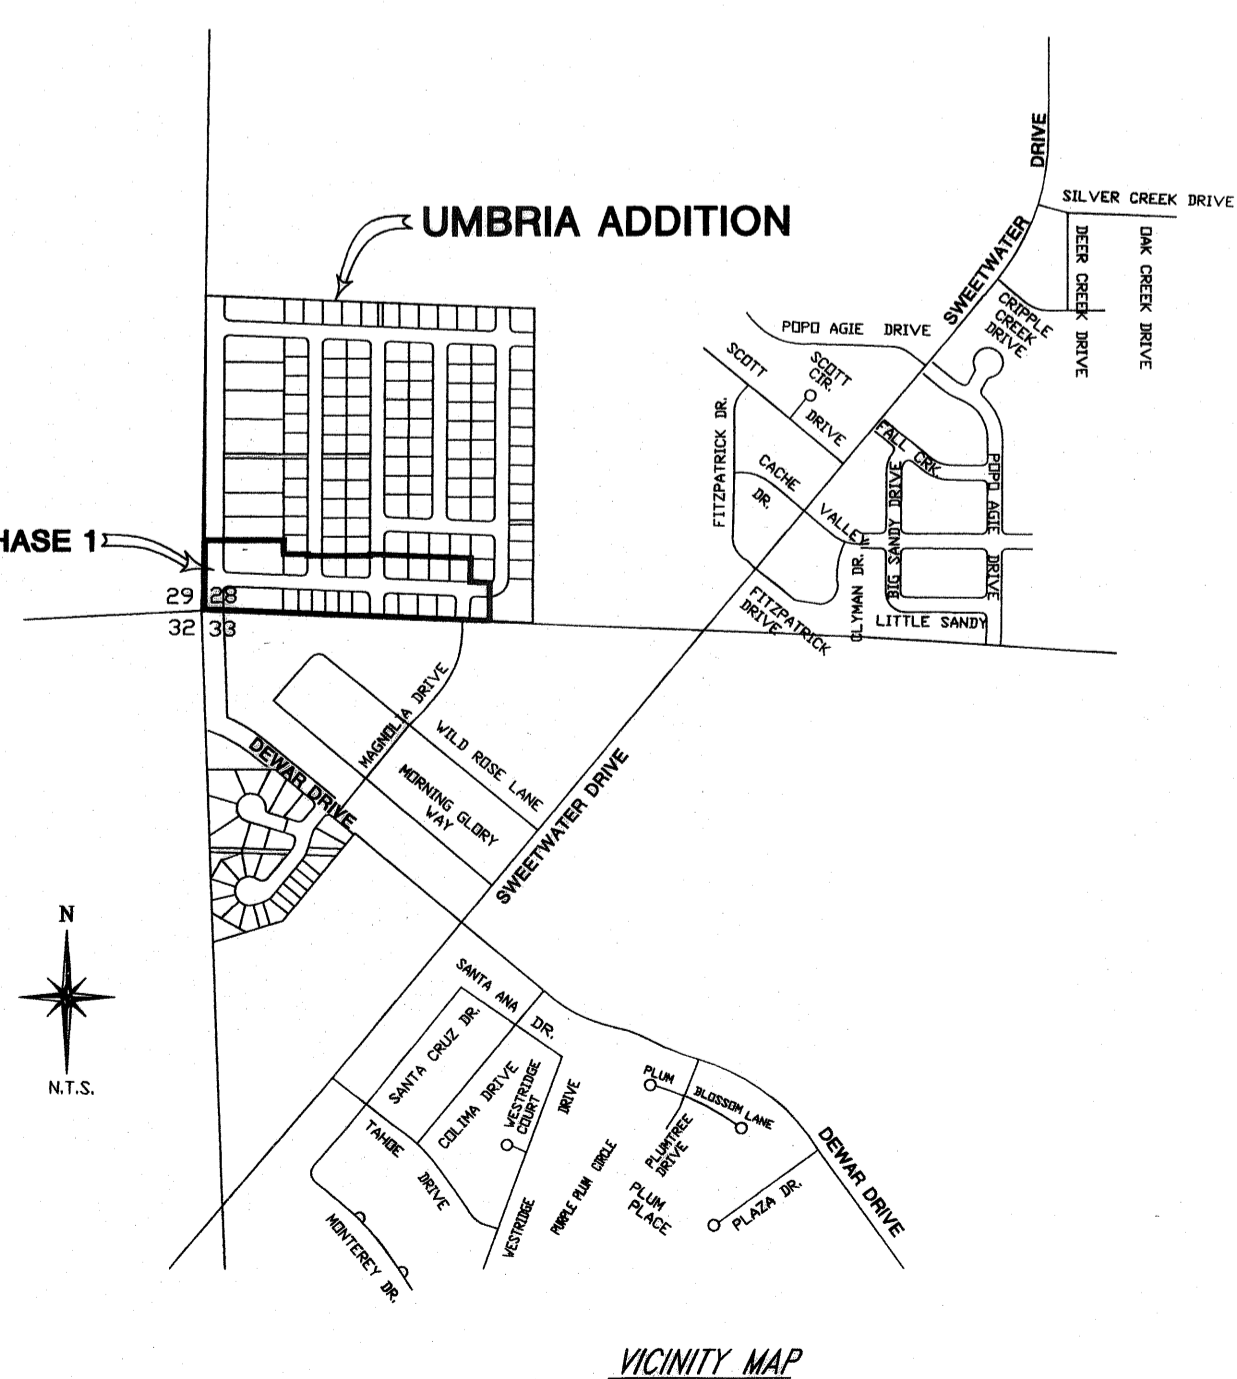 DRIVE
SILVER CREEK DRIVE
UMBRIA ADDITION
SWEETWATER
DEER CREEK DRIVE
OAK CREEK DRIVE
CRIPPLE
CREEK
DRIVE
POPO AGIE DRIVE
SCOTT
DRIVE
SCOTT
CIR.
FITZPATRICK DR.
CACHE
VALLEY
DR.
FALL CRK
BIG SANDY DRIVE
POPO AGIE DRIVE
HASE 1
29 28
32 33
FITZPATRICK
DRIVE
CLYMAN DR.
LITTLE SANDY
MAGNOLIA DRIVE
WILD ROSE LANE
DEWAR DRIVE
MORNING GLORY
WAY
SWEETWATER DRIVE
N
N.T.S.
SANTA ANA DR.
SANTA CRUZ DR.
COLIMA DRIVE
WESTRIDGE
COURT
WESTRIDGE DRIVE
TAHOE DRIVE
MONTEREY DR.
PURPLE PLUM CIRCLE
PLUM BLOSSOM LANE
PLUMTREE
DRIVE
PLUM
PLACE
PLAZA DR.
DEWAR DRIVE
VICINITY MAP